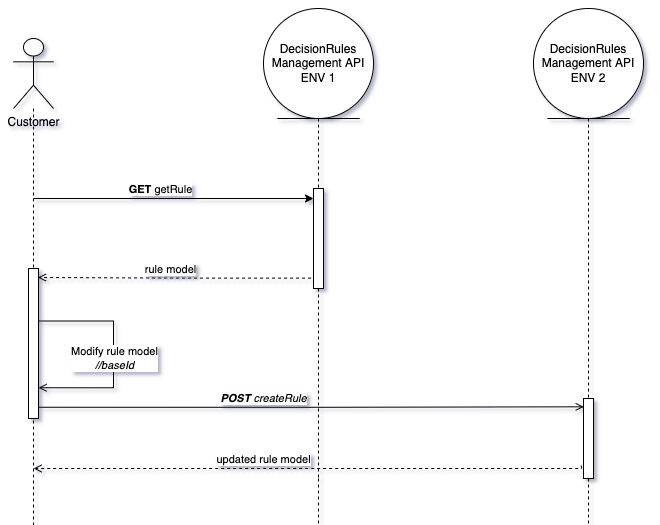 DecisionRules
Management API
ENV 1
DecisionRules
Management API
ENV 2
Customer
GET getRule
rule model
Modify rule model
//baseId
POST createRule
updated rule model